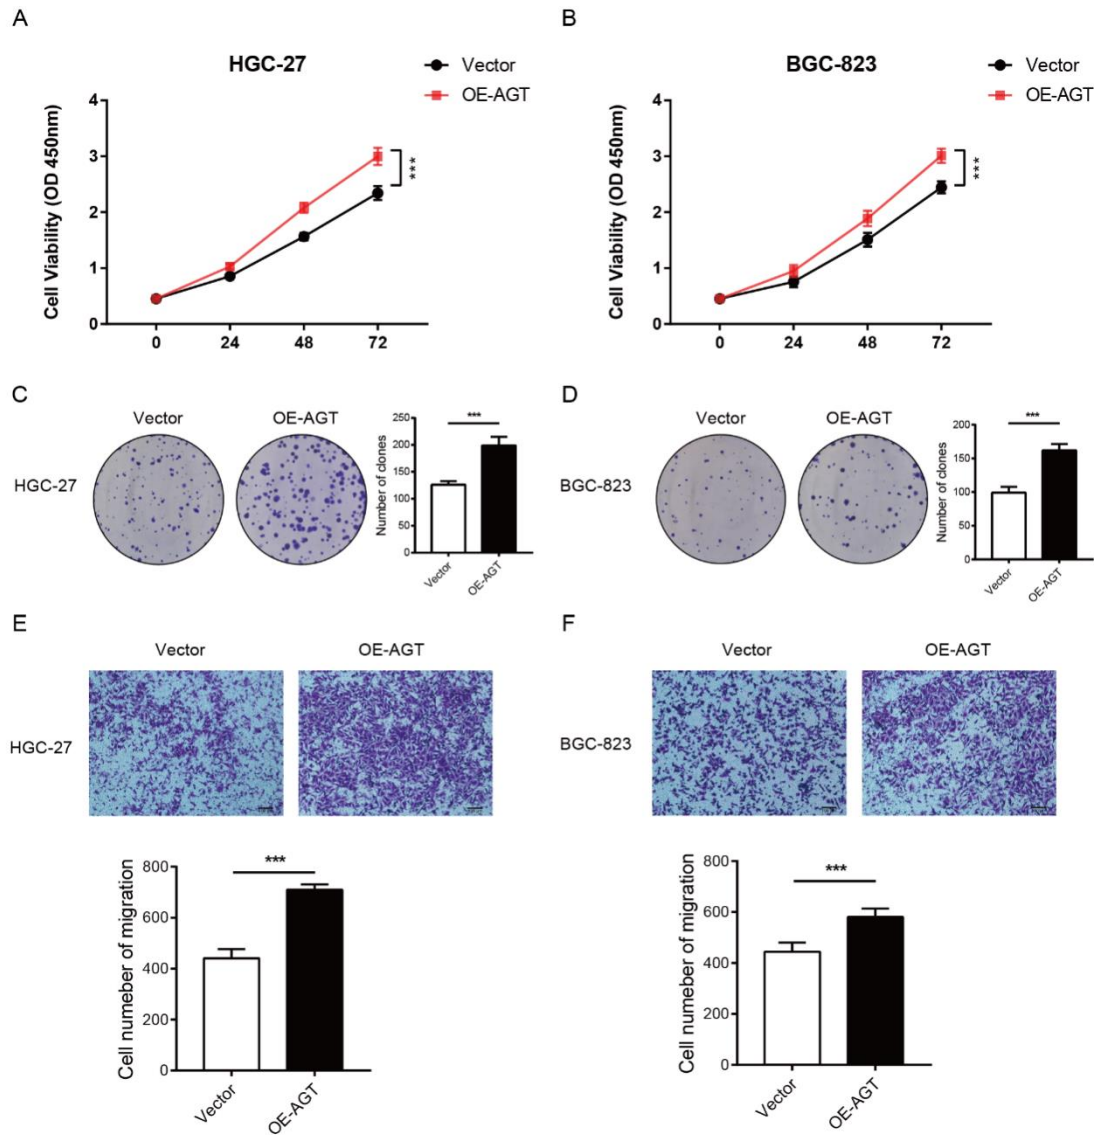 A
HGC-27
Vector
OE-AGT
Cell Viability (OD 450nm)
4
3
2
1
0
0 24 48 72
***
B
BGC-823
Vector
OE-AGT
Cell Viability (OD 450nm)
4
3
2
1
0
0 24 48 72
***
C
Vector OE-AGT
HGC-27
Number of clones
250
200
150
100
50
0
***
Vector OE-AGT
D
Vector OE-AGT
BGC-823
Number of clones
200
150
100
50
0
***
Vector OE-AGT
E
Vector OE-AGT
HGC-27
Cell numeber of migration
800
600
400
200
0
***
Vector OE-AGT
F
Vector OE-AGT
BGC-823
Cell numeber of migration
800
600
400
200
0
***
Vector OE-AGT